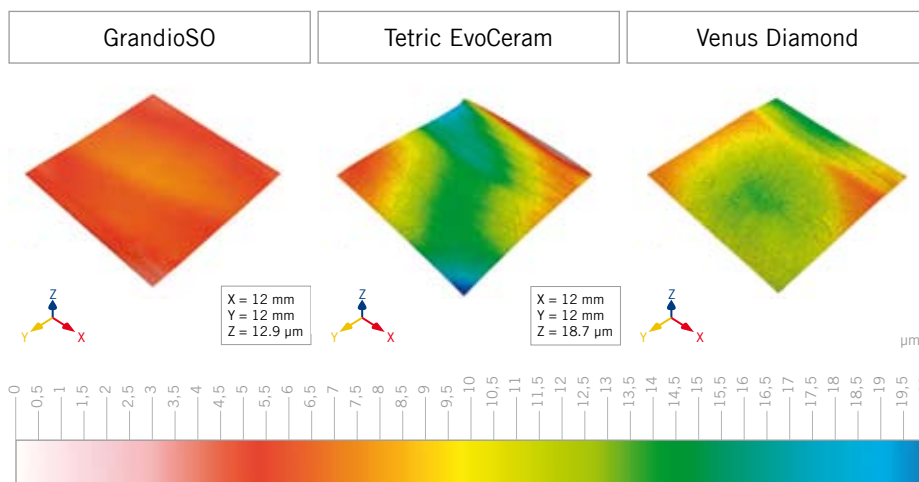 GrandioSO
Tetric EvoCeram
Venus Diamond
Z
Y
X
X = 12 mm
Y = 12 mm
Z = 12.9 µm
Z
Y
X
X = 12 mm
Y = 12 mm
Z = 18.7 µm
Z
Y
X
µm
0
0,5
1
1,5
2
2,5
3
3,5
4
4,5
5
5,5
6
6,5
7
7,5
8
8,5
9
9,5
10
10,5
11
11,5
12
12,5
13
13,5
14
14,5
15
15,5
16
16,5
17
17,5
18
18,5
19
19,5